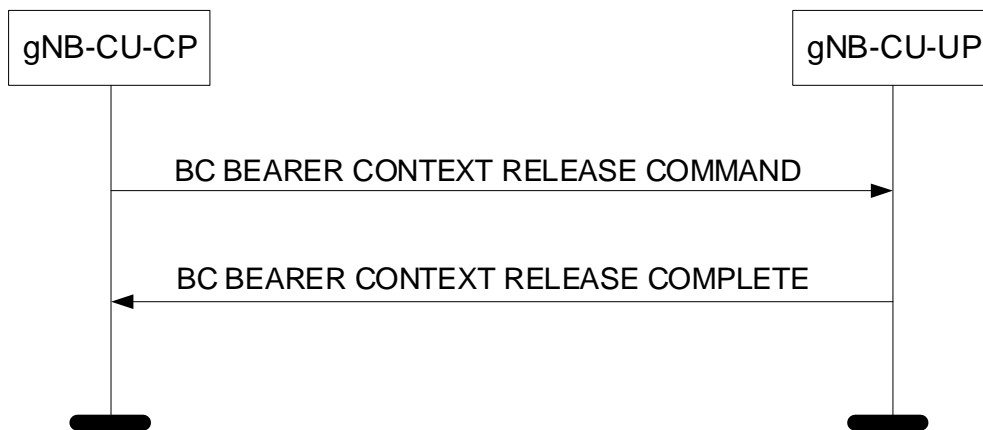 gNB-CU-CP
gNB-CU-UP
BC BEARER CONTEXT RELEASE COMMAND
BC BEARER CONTEXT RELEASE COMPLETE